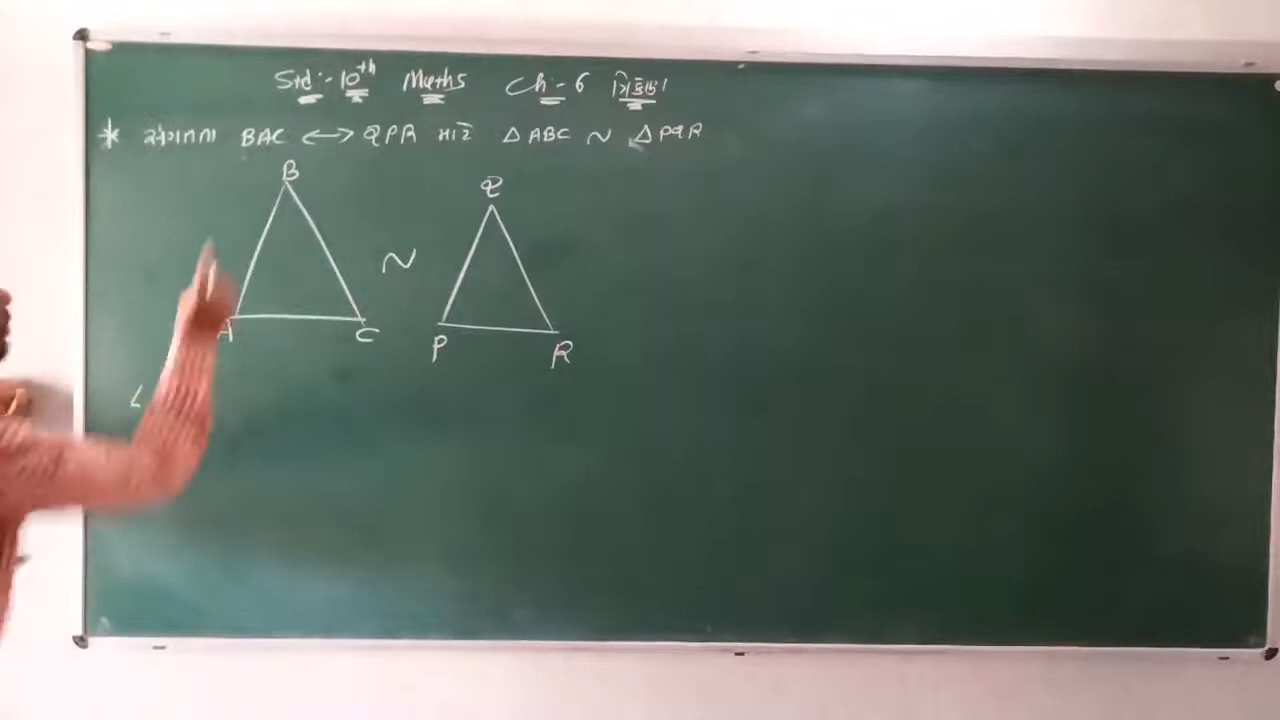 Std :- 10th Maths Ch - 6 ત્રિકોણ
* સંગતતા BAC ↔ QPR માટે △ABC ~ △PQR
B
Q
~
A
C
P
R
∠